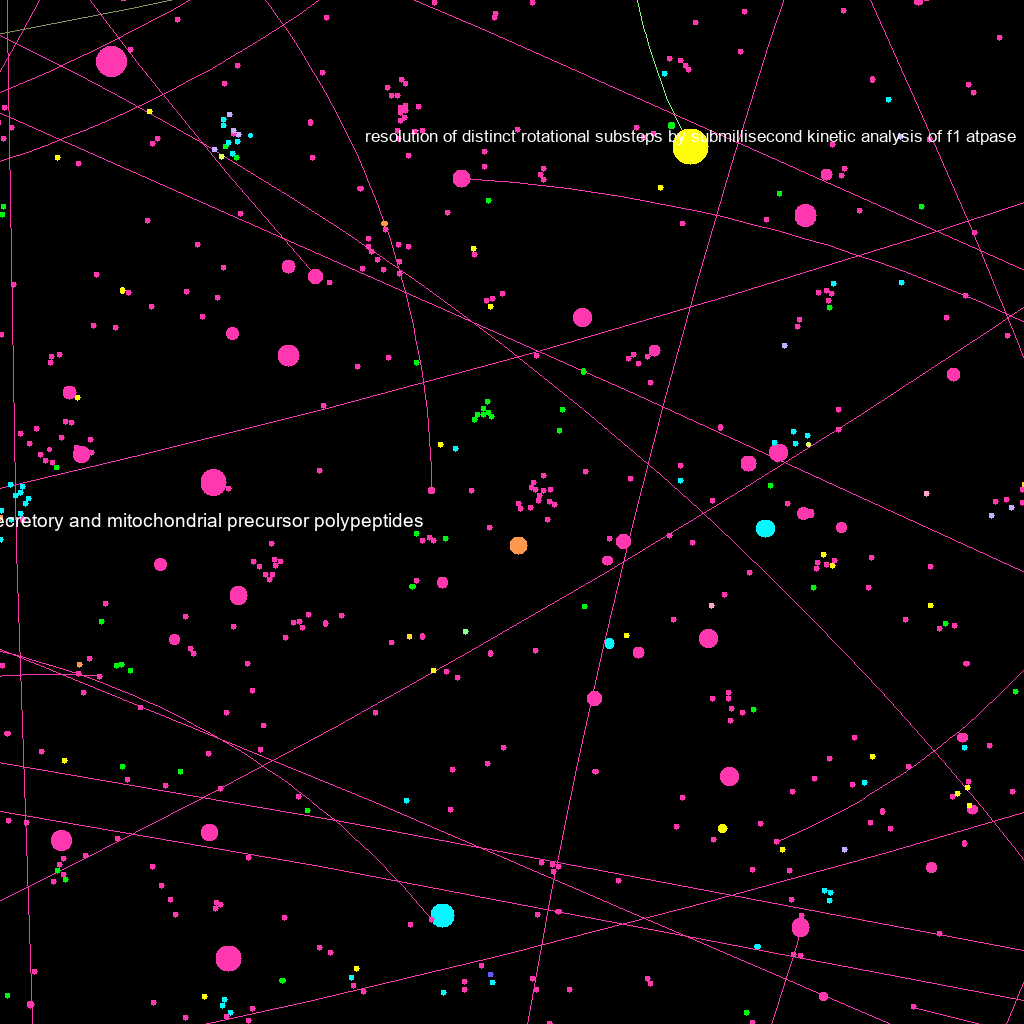 resolution of distinct rotational substeps by submillisecond kinetic analysis of f1 atpase
ecretory and mitochondrial precursor polypeptides